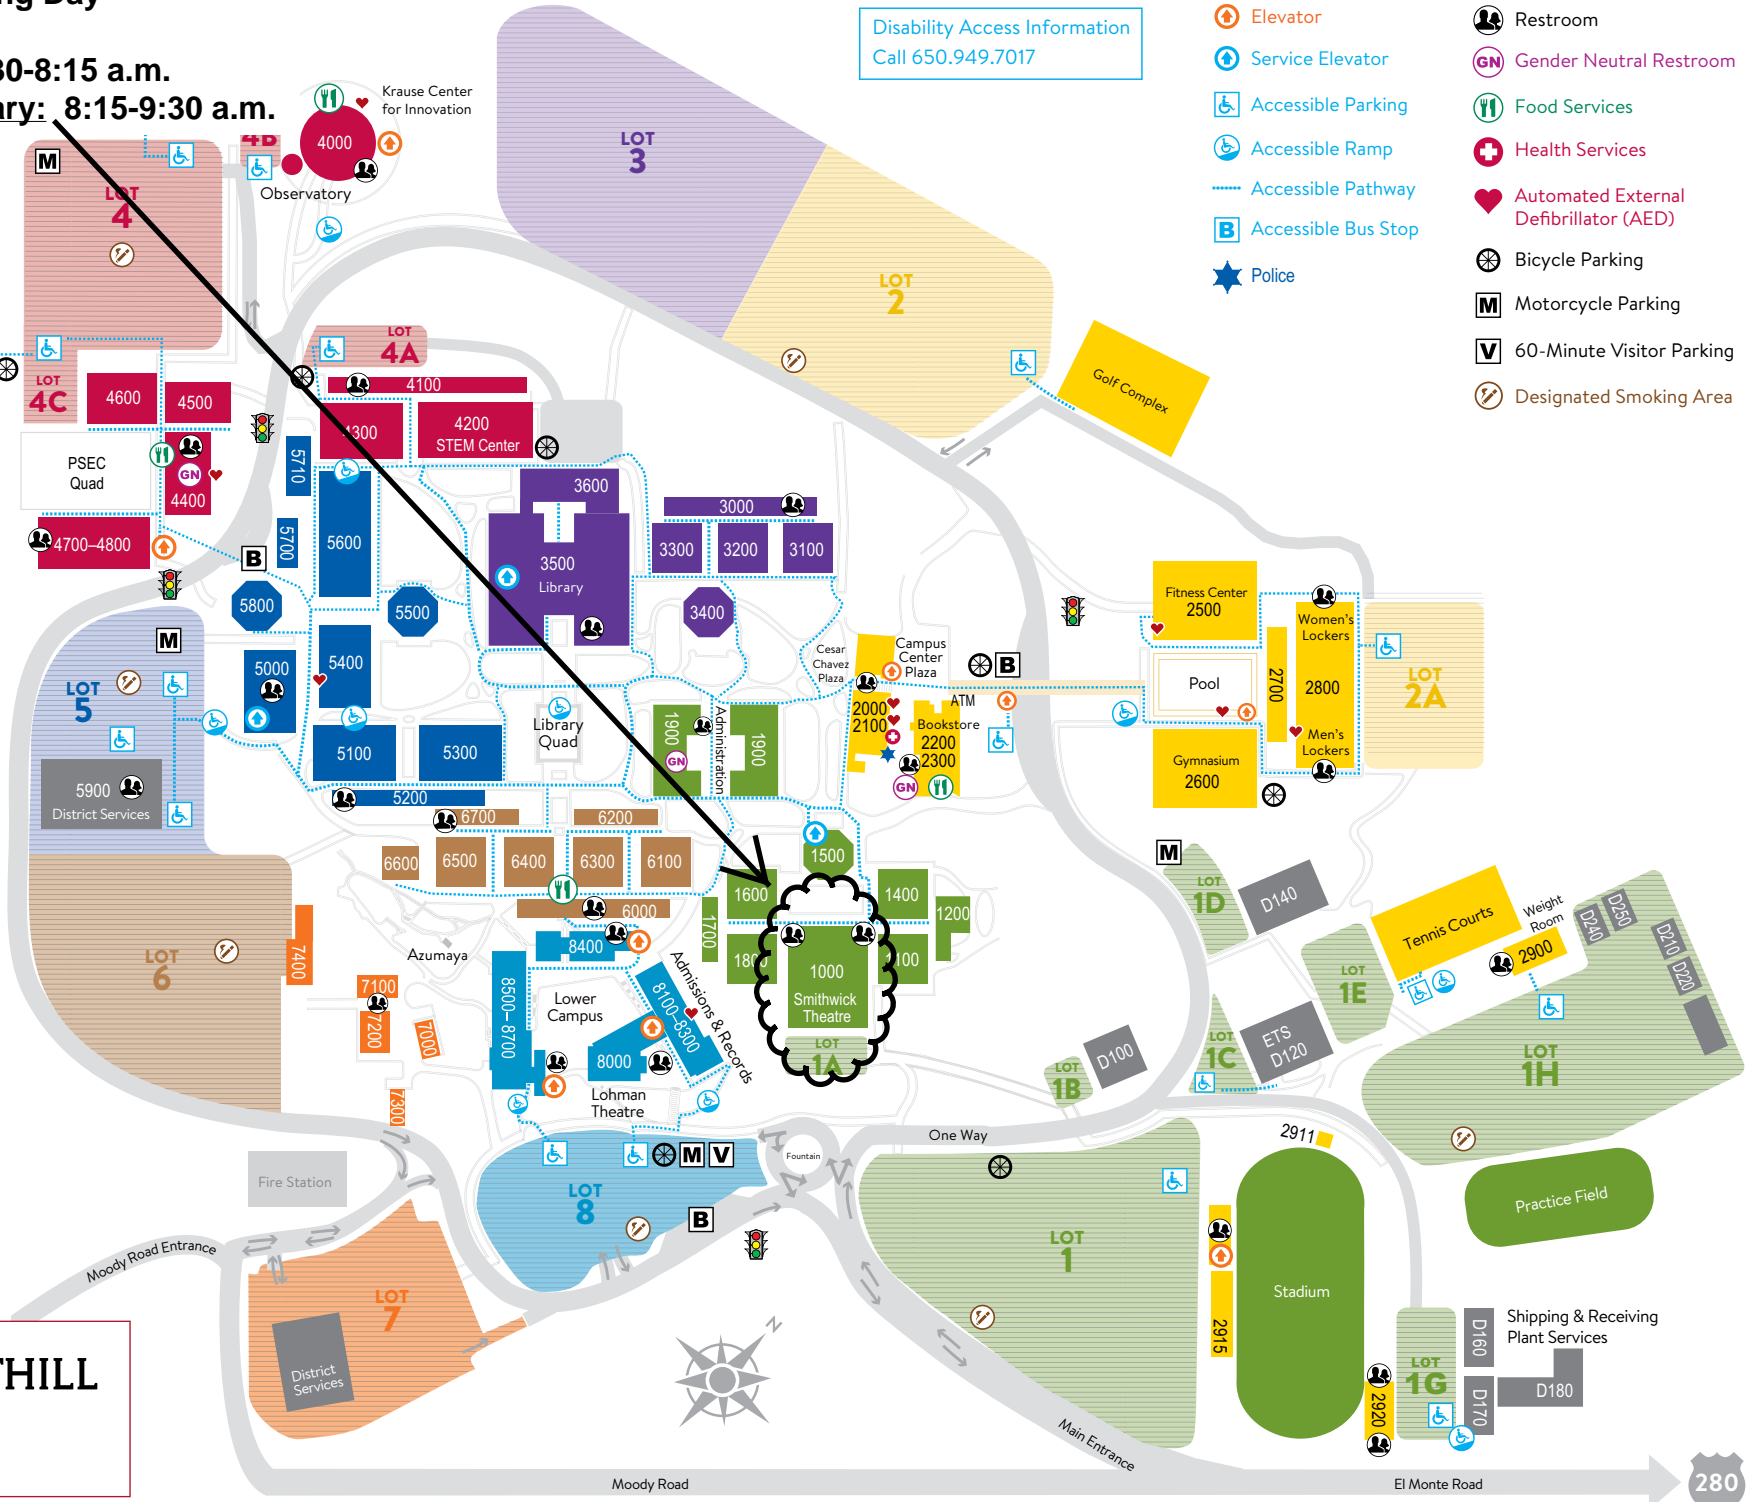 ng Day
30-8:15 a.m.
ary: 8:15-9:30 a.m.
Disability Access Information
Call 650.949.7017
Elevator
Service Elevator
Accessible Parking
Accessible Ramp
Accessible Pathway
B Accessible Bus Stop
Police
Restroom
GN Gender Neutral Restroom
Food Services
Health Services
Automated External
Defibrillator (AED)
Bicycle Parking
M Motorcycle Parking
V 60-Minute Visitor Parking
Designated Smoking Area
Krause Center
for Innovation
4B
4000
Observatory
M
LOT
4
LOT
3
LOT
2
LOT
4A
LOT
4C
4600
4500
4100
4300
4200
STEM Center
PSEC
Quad
GN
4400
4700–4800
B
5710
5700
5600
5800
5500
5000
5400
5100
5300
5200
3600
3500
Library
3000
3300
3200
3100
3400
Golf Complex
Fitness Center
2500
Women's
Lockers
Pool
2700
2800
Men's
Lockers
Gymnasium
2600
LOT
2A
Cesar
Chavez
Plaza
Campus
Center
Plaza
B
ATM
2000
2100
Bookstore
2200
2300
GN
M
LOT
5
5900
District Services
Library
Quad
1900
GN
Administration
1900
6700
6200
6600
6500
6400
6300
6100
6000
1500
1600
1400
1200
1700
1800
1100
1000
Smithwick
Theatre
LOT
1A
LOT
6
7400
7100
7200
7000
7300
Azumaya
8400
8500–8700
Lower
Campus
8100–8300
Admissions & Records
8000
Lohman
Theatre
M
LOT
1D
D140
LOT
1E
Tennis Courts
Weight
Room
2900
D240
D250
D210
D220
LOT
1C
ETS
D120
LOT
1B
D100
LOT
1H
One Way
2911
Fountain
M V
LOT
8
B
Fire Station
Moody Road Entrance
LOT
7
District
Services
N
LOT
1
2915
Stadium
Practice Field
2920
LOT
1G
D160
D170
D180
Shipping & Receiving
Plant Services
THILL
Main Entrance
Moody Road
El Monte Road
280